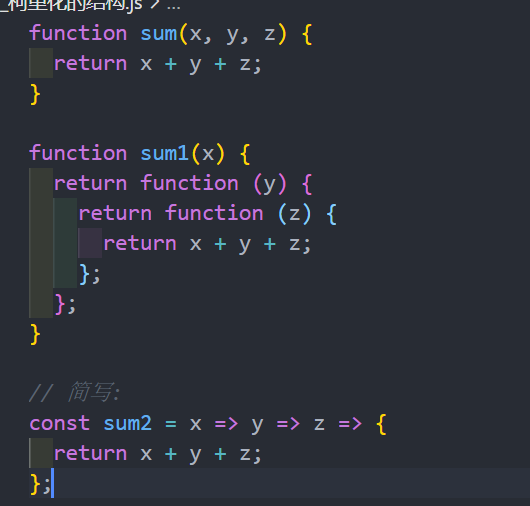 _柯里化的结构.js > ...
function sum(x, y, z) {
  return x + y + z;
}
function sum1(x) {
  return function (y) {
    return function (z) {
      return x + y + z;
    };
  };
}
// 简写:
const sum2 = x => y => z => {
  return x + y + z;
};